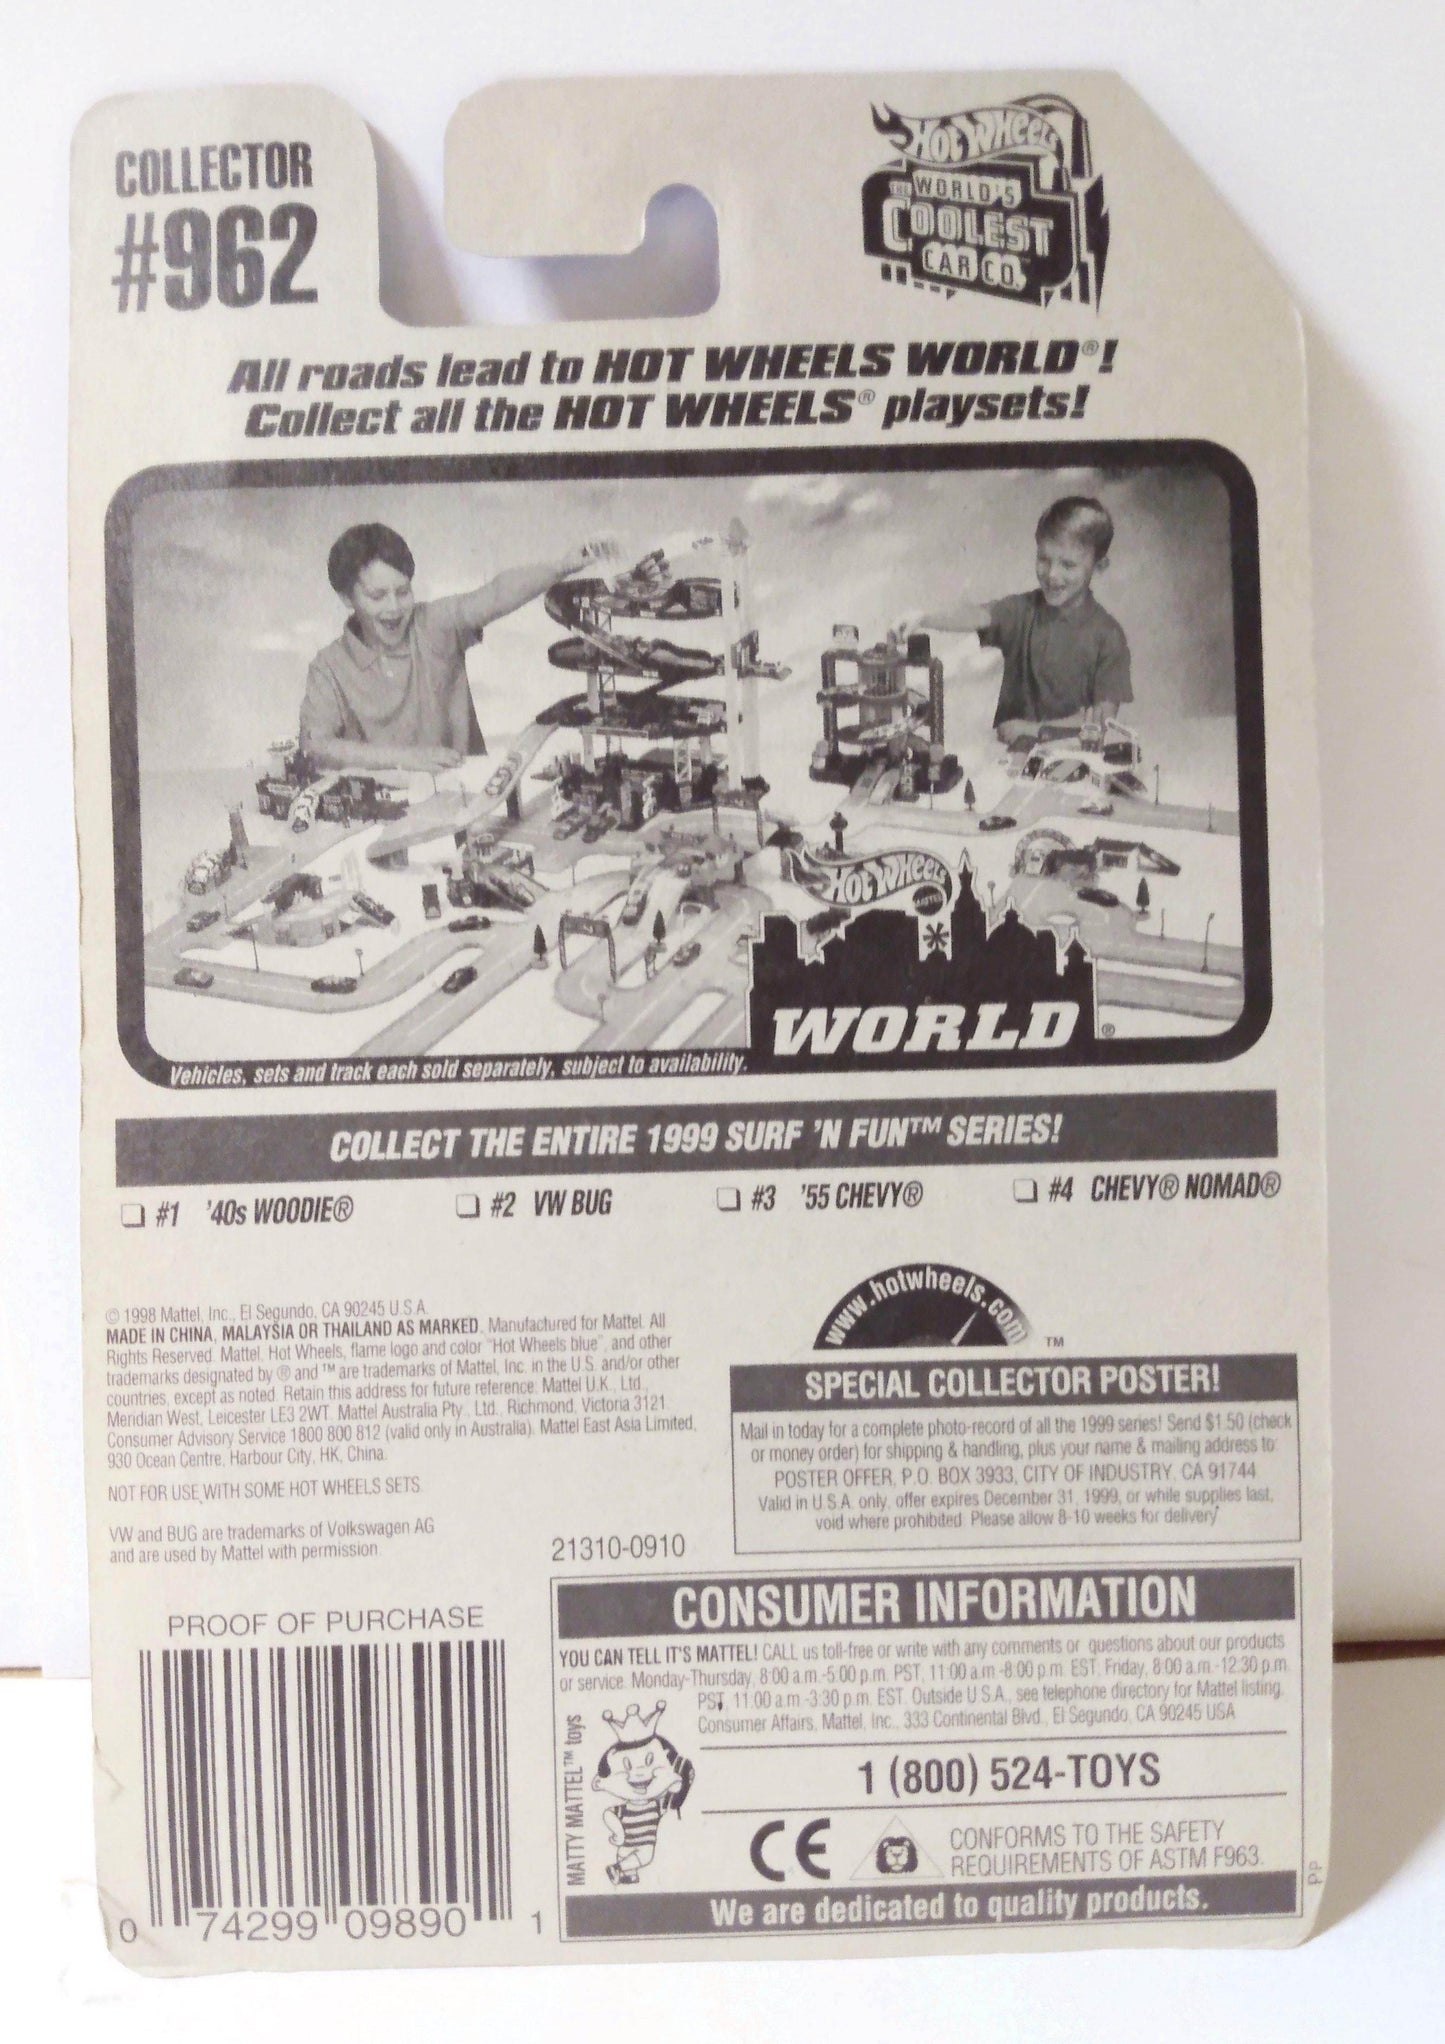 COLLECTOR
#962
HOT WHEELS
THE WORLD'S
COOLEST
CAR CO.™
All roads lead to HOT WHEELS WORLD®!
Collect all the HOT WHEELS® playsets!
HOT WHEELS
MATTEL
WORLD ®
Vehicles, sets and track each sold separately, subject to availability.
COLLECT THE ENTIRE 1999 SURF 'N FUN™ SERIES!
#1 '40s WOODIE® #2 VW BUG #3 '55 CHEVY® #4 CHEVY® NOMAD®
© 1998 Mattel, Inc., El Segundo, CA 90245 U.S.A.
MADE IN CHINA, MALAYSIA OR THAILAND AS MARKED. Manufactured for Mattel. All
Rights Reserved. Mattel, Hot Wheels, flame logo and color "Hot Wheels blue", and other
trademarks designated by ® and ™ are trademarks of Mattel, Inc. in the U.S. and/or other
countries, except as noted. Retain this address for future reference: Mattel U.K., Ltd.,
Meridian West, Leicester LE3 2WT. Mattel Australia Pty., Ltd., Richmond, Victoria 3121.
Consumer Advisory Service 1800 800 812 (valid only in Australia). Mattel East Asia Limited,
930 Ocean Centre, Harbour City, HK, China.
NOT FOR USE WITH SOME HOT WHEELS SETS.
VW and BUG are trademarks of Volkswagen AG
and are used by Mattel with permission.
21310-0910
www.hotwheels.com ™
SPECIAL COLLECTOR POSTER!
Mail in today for a complete photo-record of all the 1999 series! Send $1.50 (check
or money order) for shipping & handling, plus your name & mailing address to:
POSTER OFFER, P.O. BOX 3933, CITY OF INDUSTRY, CA 91744.
Valid in U.S.A. only, offer expires December 31, 1999, or while supplies last,
void where prohibited. Please allow 8-10 weeks for delivery.
PROOF OF PURCHASE
0 74299 09890 1
CONSUMER INFORMATION
YOU CAN TELL IT'S MATTEL! CALL us toll-free or write with any comments or questions about our products
or service. Monday-Thursday, 8:00 a.m.-5:00 p.m. PST, 11:00 a.m.-8:00 p.m. EST. Friday, 8:00 a.m.-12:30 p.m.
PST, 11:00 a.m.-3:30 p.m. EST. Outside U.S.A., see telephone directory for Mattel listing.
Consumer Affairs, Mattel, Inc., 333 Continental Blvd., El Segundo, CA 90245 USA
MATTY MATTEL™ toys
1 (800) 524-TOYS
CE
CONFORMS TO THE SAFETY
REQUIREMENTS OF ASTM F963.
PP
We are dedicated to quality products.